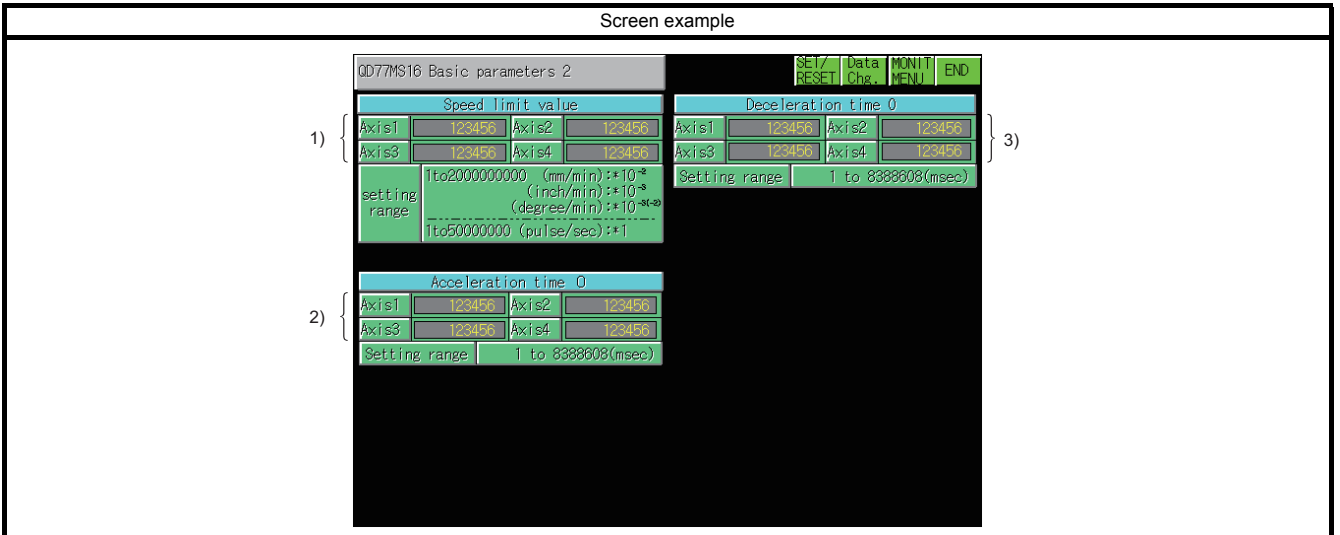 Screen example
QD77MS16 Basic parameters 2
SET/RESET Data Chg. MONIT MENU END
Speed limit value
1) Axis1 123456 Axis2 123456
Axis3 123456 Axis4 123456
setting range
1to2000000000 (mm/min):*10⁻²
(inch/min):*10⁻³
(degree/min):*10⁻³⁽⁻²⁾
1to50000000 (pulse/sec):*1
Acceleration time 0
2) Axis1 123456 Axis2 123456
Axis3 123456 Axis4 123456
Setting range 1 to 8388608(msec)
Deceleration time 0
Axis1 123456 Axis2 123456 3)
Axis3 123456 Axis4 123456
Setting range 1 to 8388608(msec)